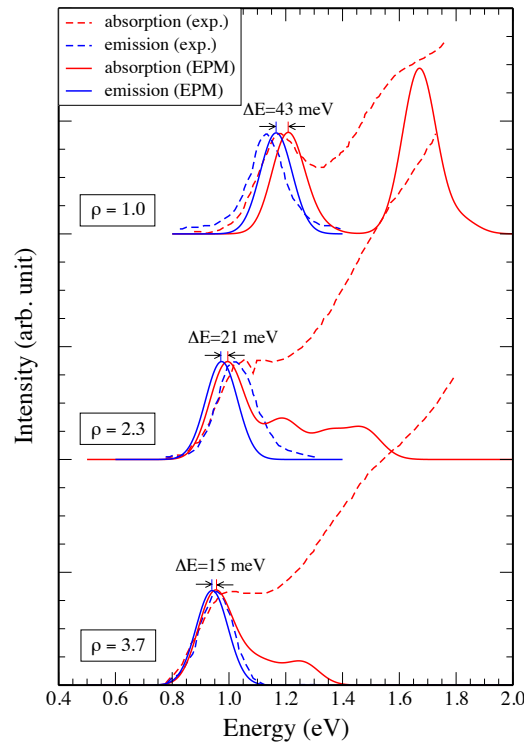 absorption (exp.)
emission (exp.)
absorption (EPM)
emission (EPM)
ΔE=43 meV
ρ = 1.0
ΔE=21 meV
ρ = 2.3
ΔE=15 meV
ρ = 3.7
Intensity (arb. unit)
0.4 0.6 0.8 1.0 1.2 1.4 1.6 1.8 2.0
Energy (eV)